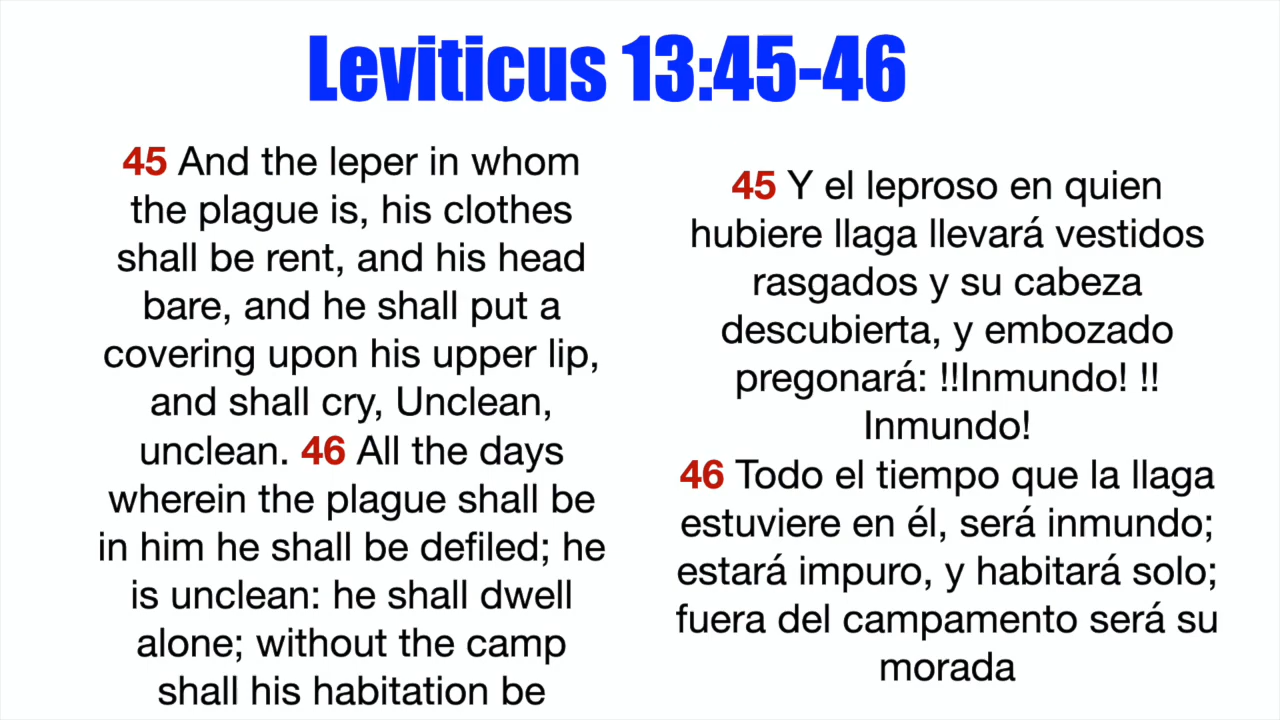 Leviticus 13:45-46
45 And the leper in whom
the plague is, his clothes
shall be rent, and his head
bare, and he shall put a
covering upon his upper lip,
and shall cry, Unclean,
unclean. 46 All the days
wherein the plague shall be
in him he shall be defiled; he
is unclean: he shall dwell
alone; without the camp
shall his habitation be
45 Y el leproso en quien
hubiere llaga llevará vestidos
rasgados y su cabeza
descubierta, y embozado
pregonará: !!Inmundo! !!
Inmundo!
46 Todo el tiempo que la llaga
estuviere en él, será inmundo;
estará impuro, y habitará solo;
fuera del campamento será su
morada